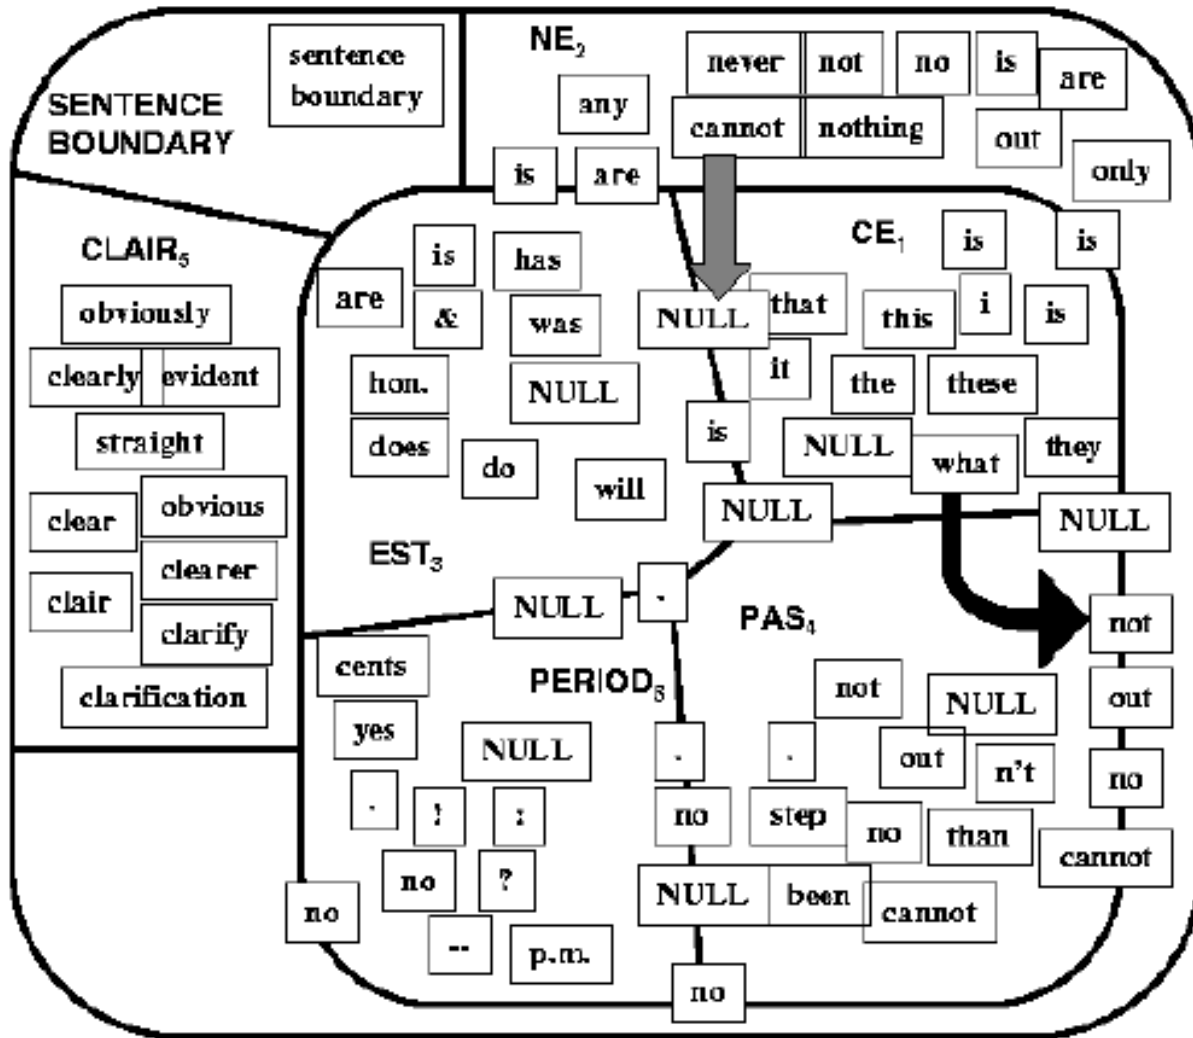 SENTENCE
BOUNDARY
sentence
boundary
NE2
any
never
not
no
is
are
cannot
nothing
out
only
is
are
CLAIR5
obviously
clearly
evident
straight
clear
obvious
clearer
clair
clarify
clarification
is
has
are
&
was
hon.
NULL
does
do
will
EST3
NULL
.
CE1
is
is
NULL
that
this
i
is
it
the
these
is
NULL
what
they
NULL
NULL
PAS4
not
not
NULL
out
out
n't
no
.
.
no
step
no
than
cannot
NULL
been
cannot
no
PERIOD6
cents
yes
NULL
.
!
:
no
?
no
--
p.m.